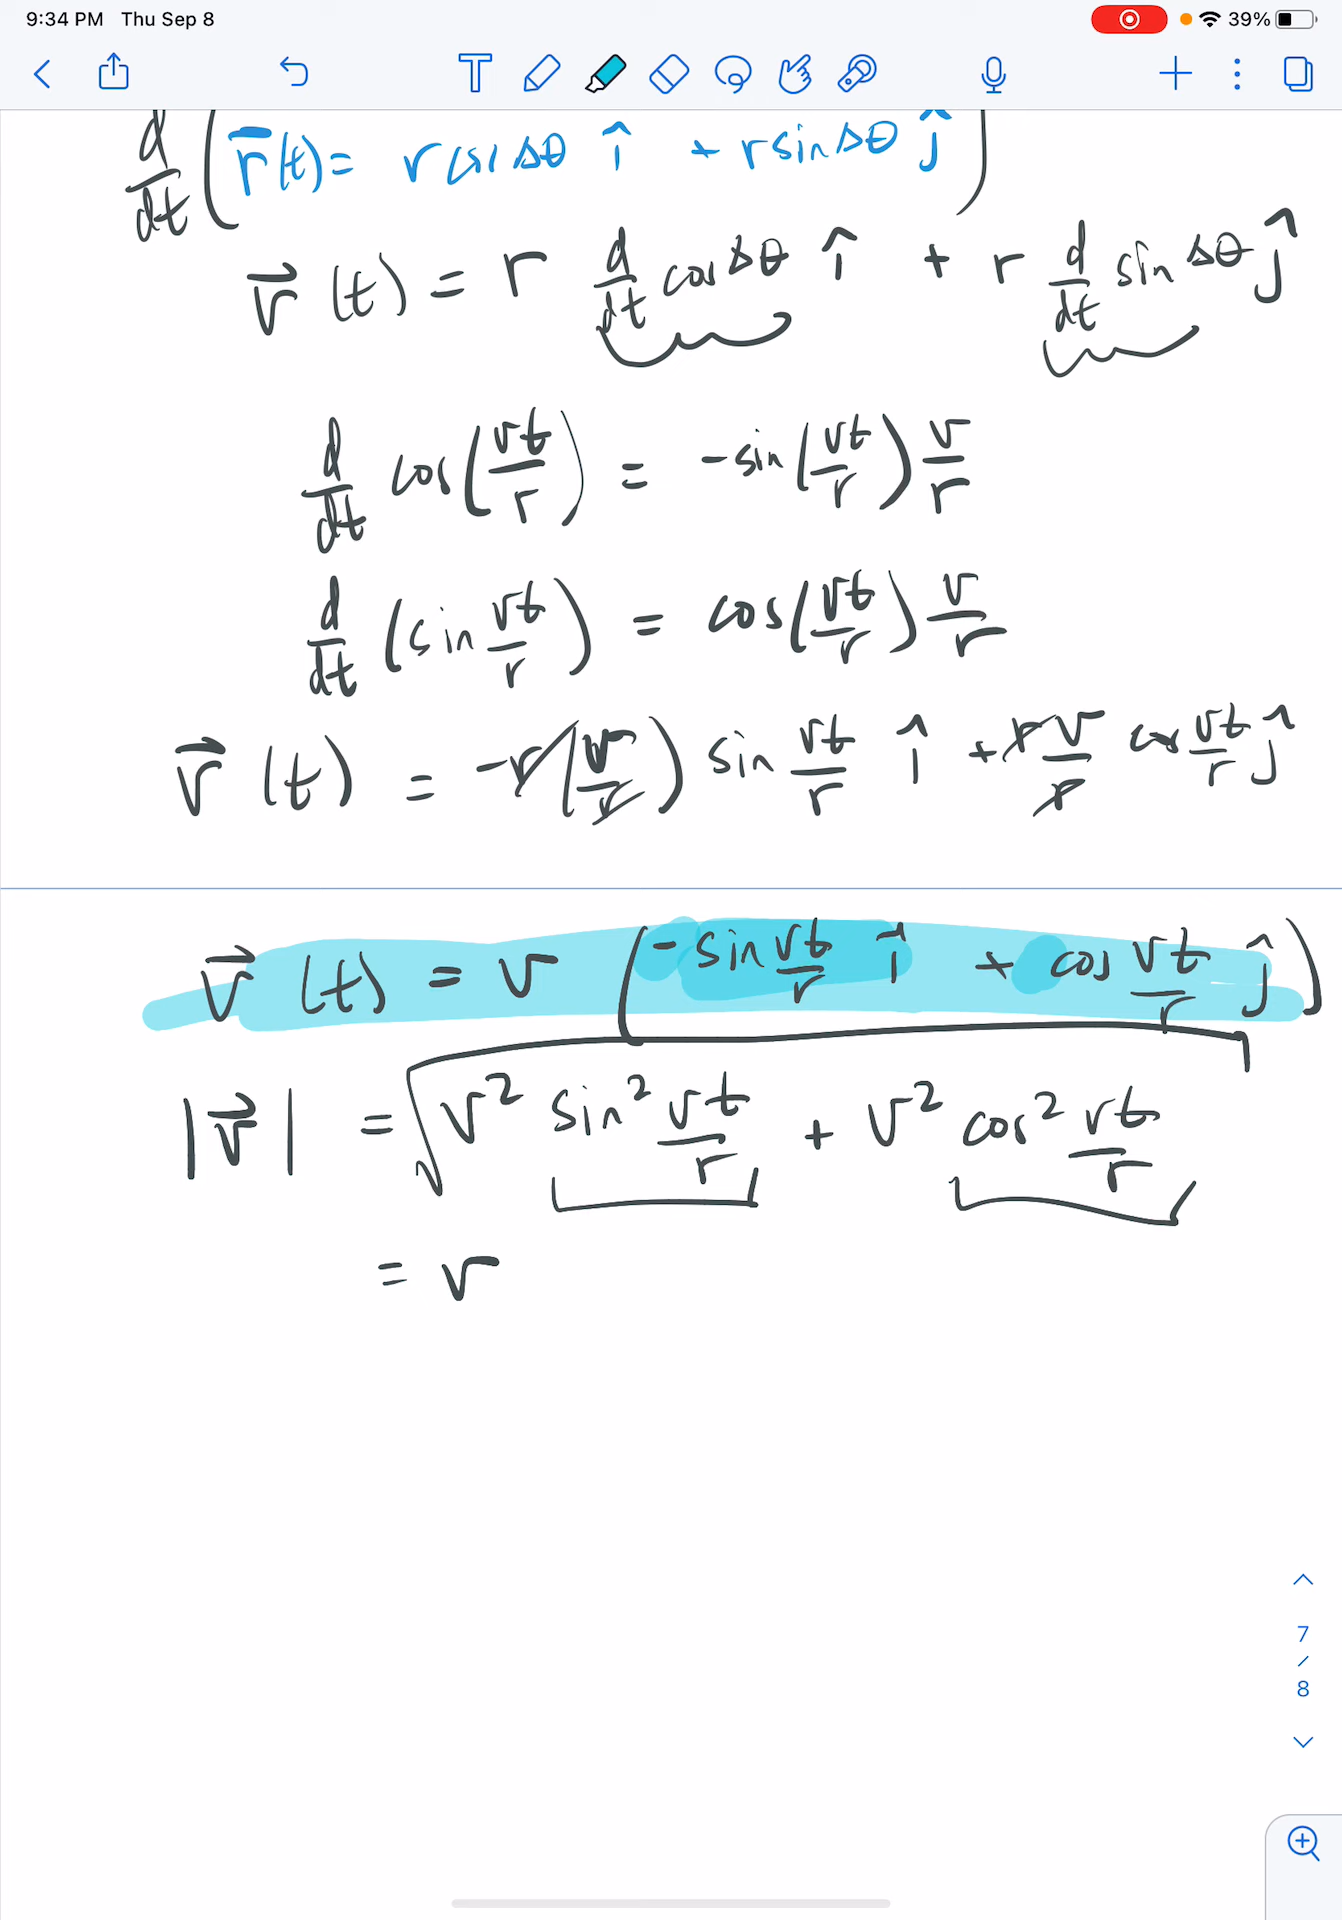 9:34 PM Thu Sep 8 39%
T
d/dt ( r⃗(t) = r cos Δθ î + r sin Δθ ĵ )
v⃗ (t) = r d/dt cos Δθ î + r d/dt sin Δθ ĵ
d/dt cos(vt/r) = -sin(vt/r) v/r
d/dt (sin vt/r) = cos(vt/r) v/r
v⃗ (t) = -r(v/r) sin vt/r î + r v/r cos vt/r ĵ
v⃗ (t) = v (-sin vt/r î + cos vt/r ĵ)
|v⃗| = √(v² sin² vt/r + v² cos² vt/r)
= v
7
/
8